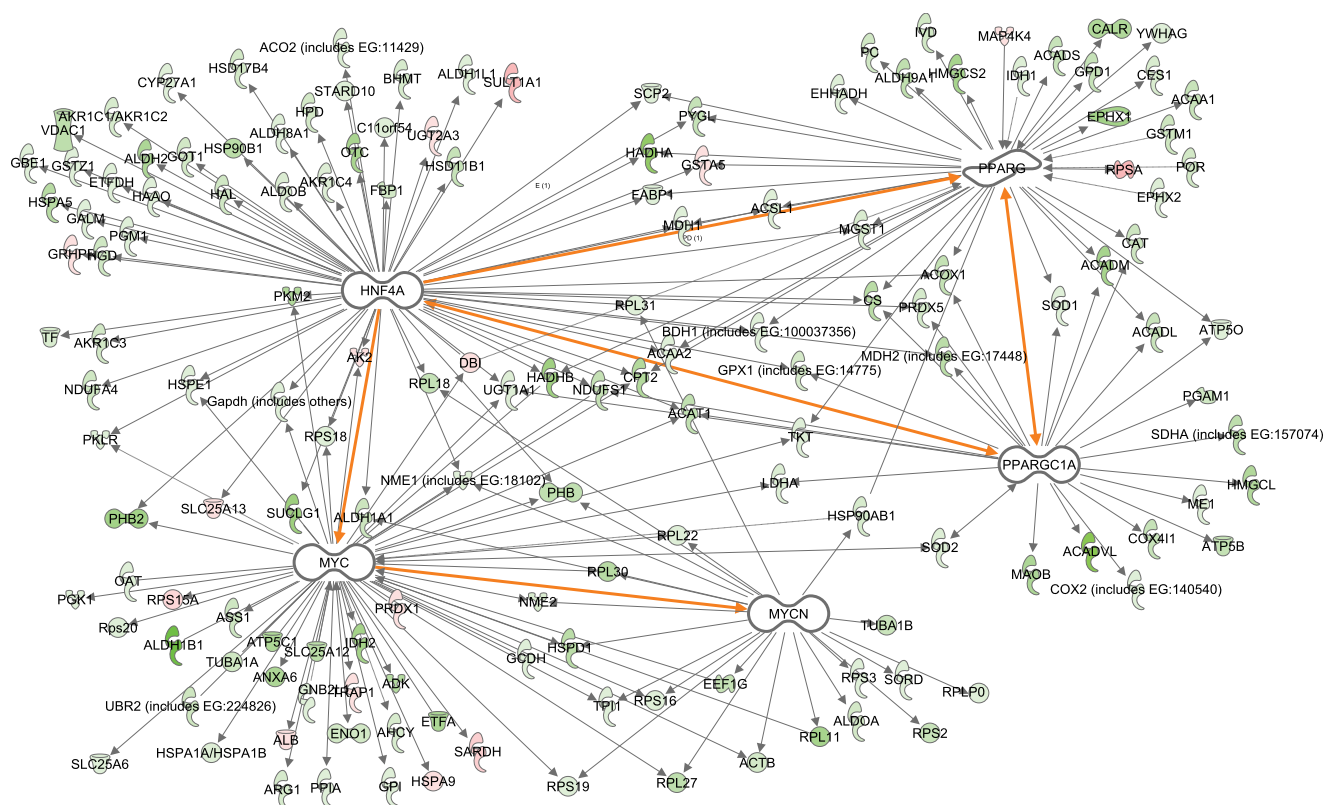 ACO2 (includes EG:11429)
HSD17B4
CYP27A1
BHMT
ALDH1L1
SULT1A1
STARD10
AKR1C1/AKR1C2
VDAC1
HPD
C11orf54
ALDH8A1
UGT2A3
HSP90B1
OTC
GBE1
GSTZ1
ALDH2
GOT1
HSD11B1
ETFDH
HAAO
HAL
ALDOB
AKR1C4
FBP1
HSPA5
GALM
PGM1
GRHPR
HGD
HNF4A
PKM2
TF
AKR1C3
NDUFA4
HSPE1
AK2
Gapdh (includes others)
RPL18
DBI
UGT1A1
HADHB
NDUFS1
CPT2
ACAA2
ACAT1
RPL31
PKLR
RPS18
SCP2
PYGL
HADHA
GSTA5
E (1)
FABP1
MDH1
PD (1)
ACSL1
MGST1
IVD
MAP4K4
CALR
YWHAG
PC
ACADS
ALDH9A1
HMGCS2
IDH1
GPD1
CES1
EHHADH
ACAA1
EPHX1
GSTM1
PPARG
RPSA
POR
EPHX2
CAT
ACOX1
ACADM
CS
PRDX5
SOD1
ACADL
ATP5O
BDH1 (includes EG:100037356)
MDH2 (includes EG:17448)
GPX1 (includes EG:14775)
TKT
PGAM1
SDHA (includes EG:157074)
PPARGC1A
HMGCL
ME1
LDHA
HSP90AB1
SOD2
COX4I1
ATP5B
ACADVL
MAOB
COX2 (includes EG:140540)
NME1 (includes EG:18102)
PHB
PHB2
SLC25A13
SUCLG1
ALDH1A1
RPL22
MYC
RPL30
OAT
PGK1
RPS15A
Rps20
ASS1
PRDX1
NME2
MYCN
TUBA1B
ALDH1B1
ATP5C1
SLC25A12
IDH2
TUBA1A
ANXA6
HSPD1
GCDH
ADK
GNB2L1
TRAP1
UBR2 (includes EG:224826)
EEF1G
RPS16
TPI1
RPS3
SORD
RPLP0
ALDOA
RPS2
RPL11
ETFA
AHCY
ENO1
ALB
HSPA1A/HSPA1B
SLC25A6
SARDH
HSPA9
GPI
PPIA
ARG1
RPS19
RPL27
ACTB